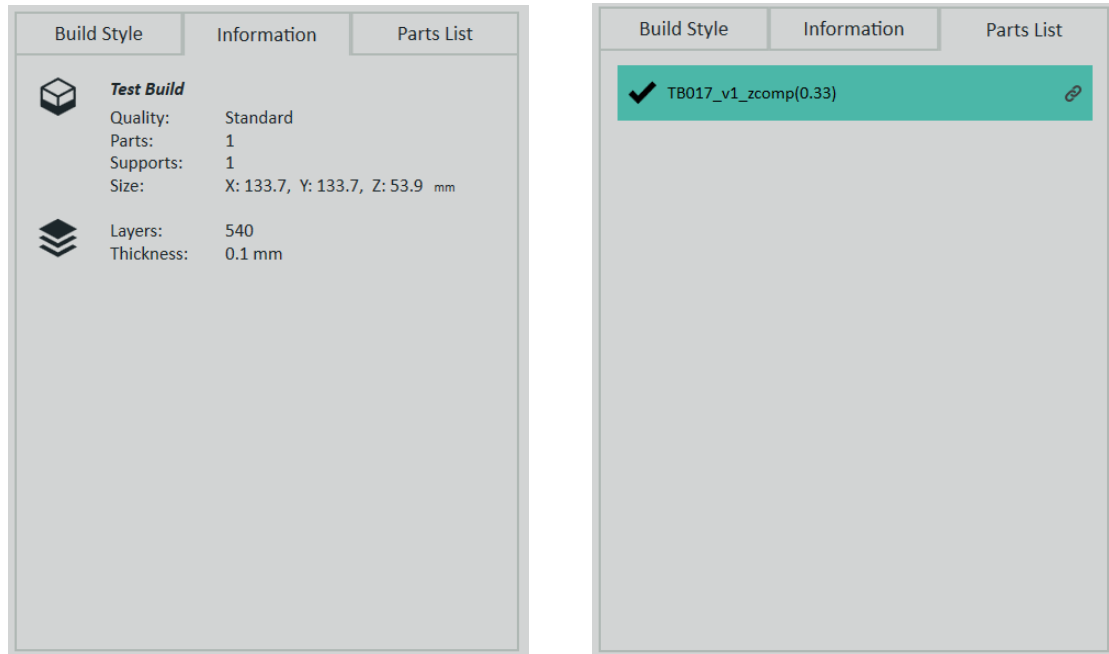 Build Style Information Parts List
Test Build
Quality: Standard
Parts: 1
Supports: 1
Size: X: 133.7, Y: 133.7, Z: 53.9 mm
Layers: 540
Thickness: 0.1 mm
Build Style Information Parts List
TB017_v1_zcomp(0.33)